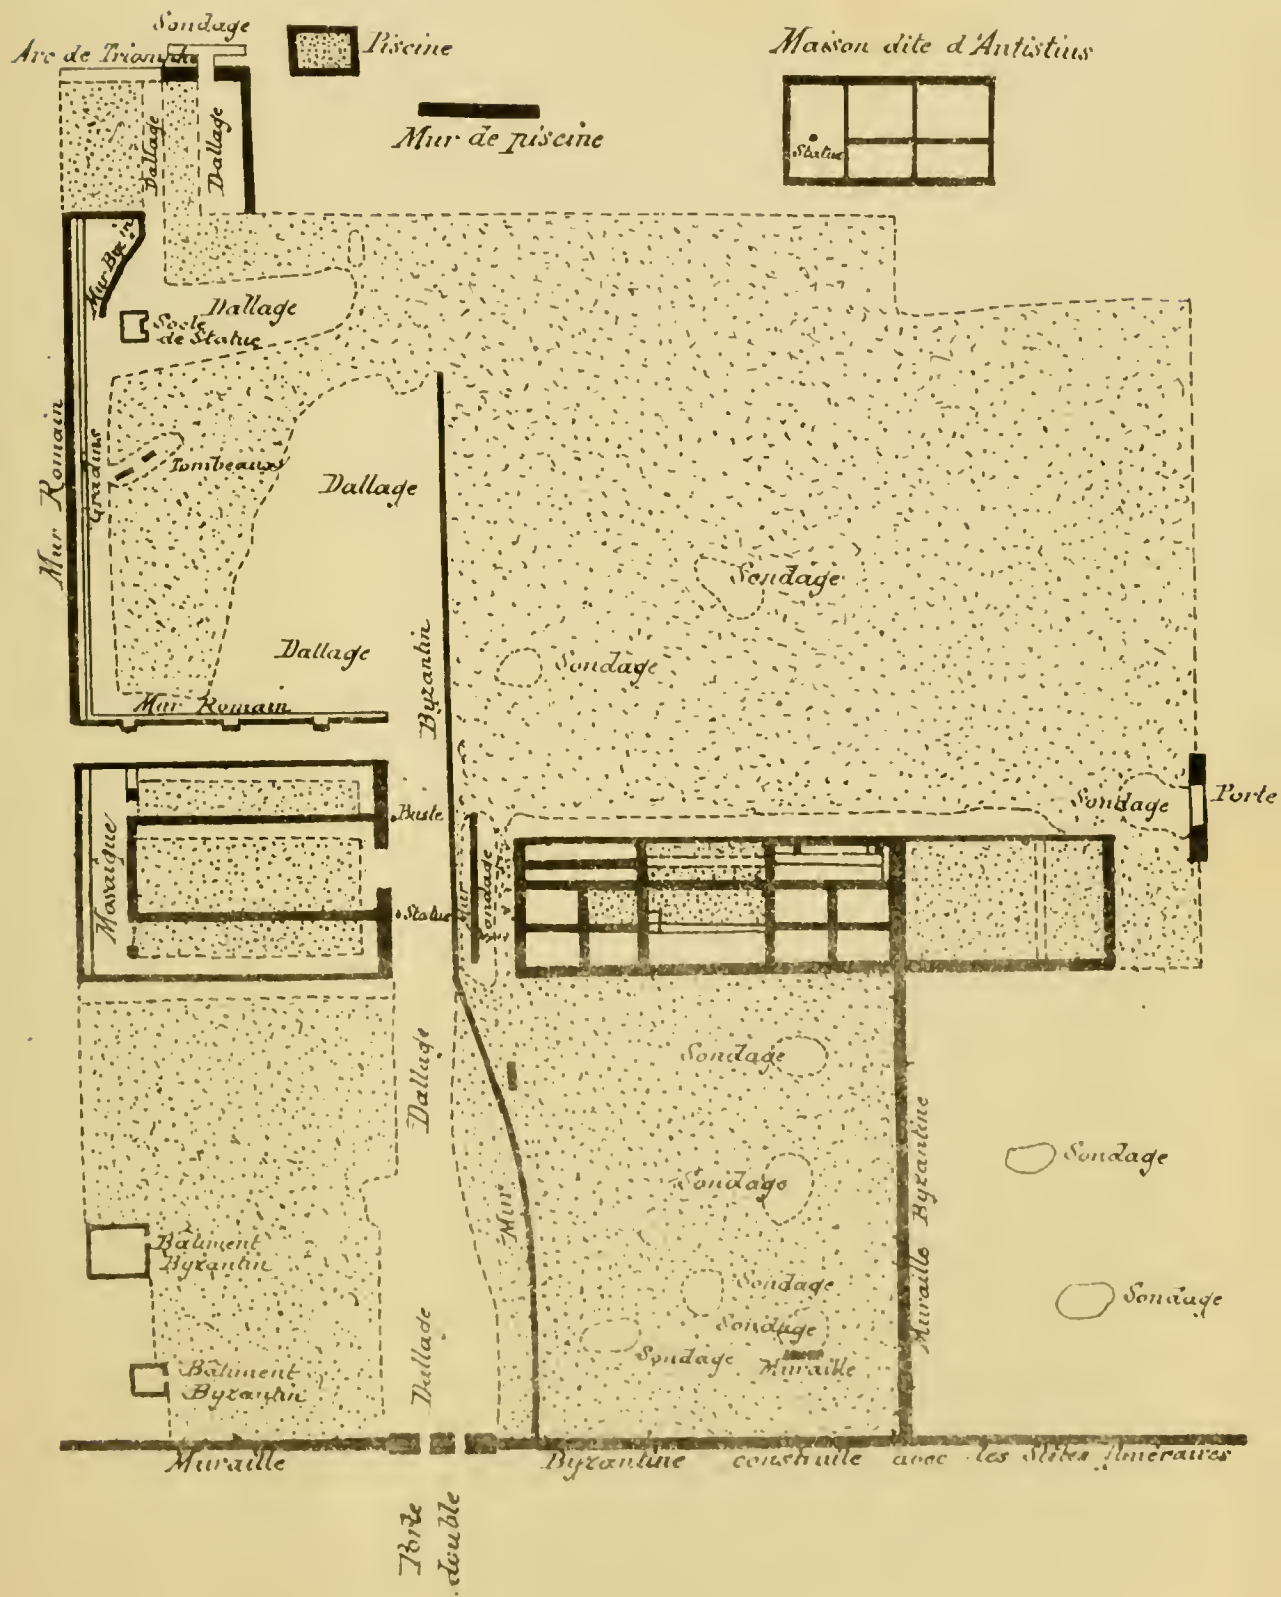 Sondage
Arc de Triomphe
Piscine
Maison dite d'Antistius
Mur de piscine
Statue
Dallage
Dallage
Mur Byzin
Dallage
Socle
de Statue
Mur Romain
Gradins
Tombeaux
Dallage
Sondage
Dallage
Sondage
Byzantin
Mur Romain
Mosaïque
Buste
Statue
Mur
Sondage
Sondage
Porte
Dallage
Sondage
Sondage
Sondage
Mur
Muraille Byzantine
Bâtiment
Byzantin
Sondage
Sondage
Sondage
Sondage
Muraille
Dallage
Bâtiment
Byzantin
Muraille
Byzantine construite avec les Stèles funéraires
Porte
double